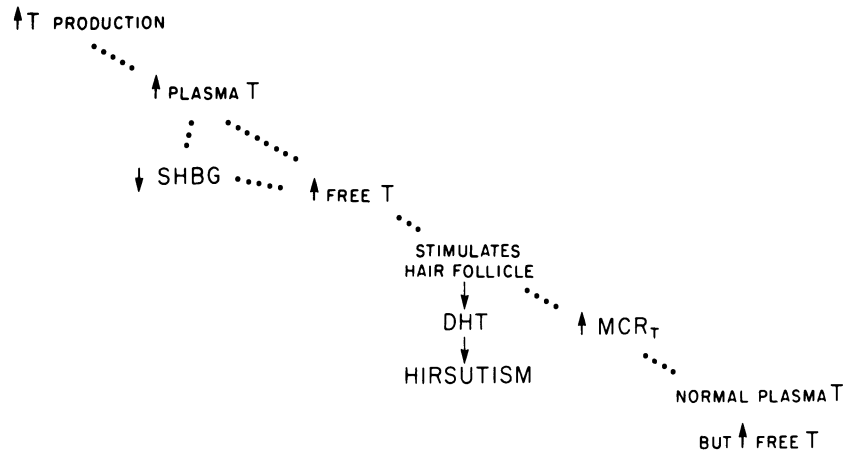 ↑T PRODUCTION
↑ PLASMA T
↓ SHBG
↑ FREE T
STIMULATES
HAIR FOLLICLE
DHT
↑ MCRT
HIRSUTISM
NORMAL PLASMA T
BUT ↑ FREE T